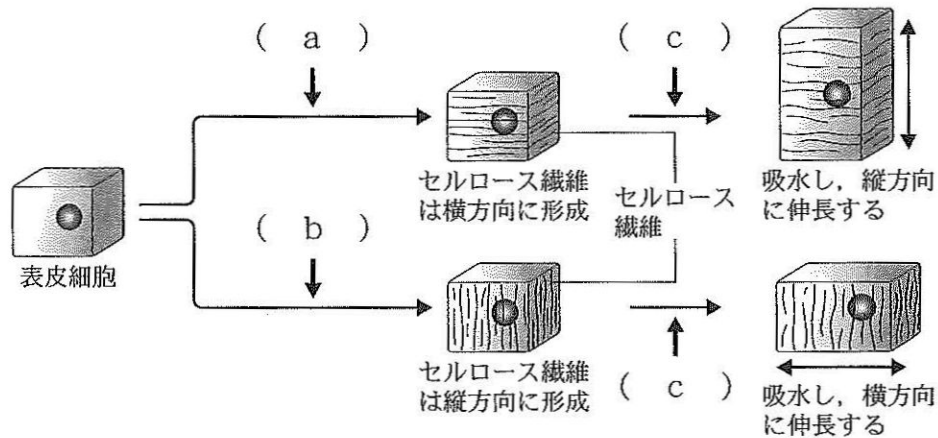 ( a )
( c )
セルロース繊維
は横方向に形成
セルロース
繊維
吸水し，縦方向
に伸長する
表皮細胞
( b )
セルロース繊維
は縦方向に形成
( c )
吸水し，横方向
に伸長する